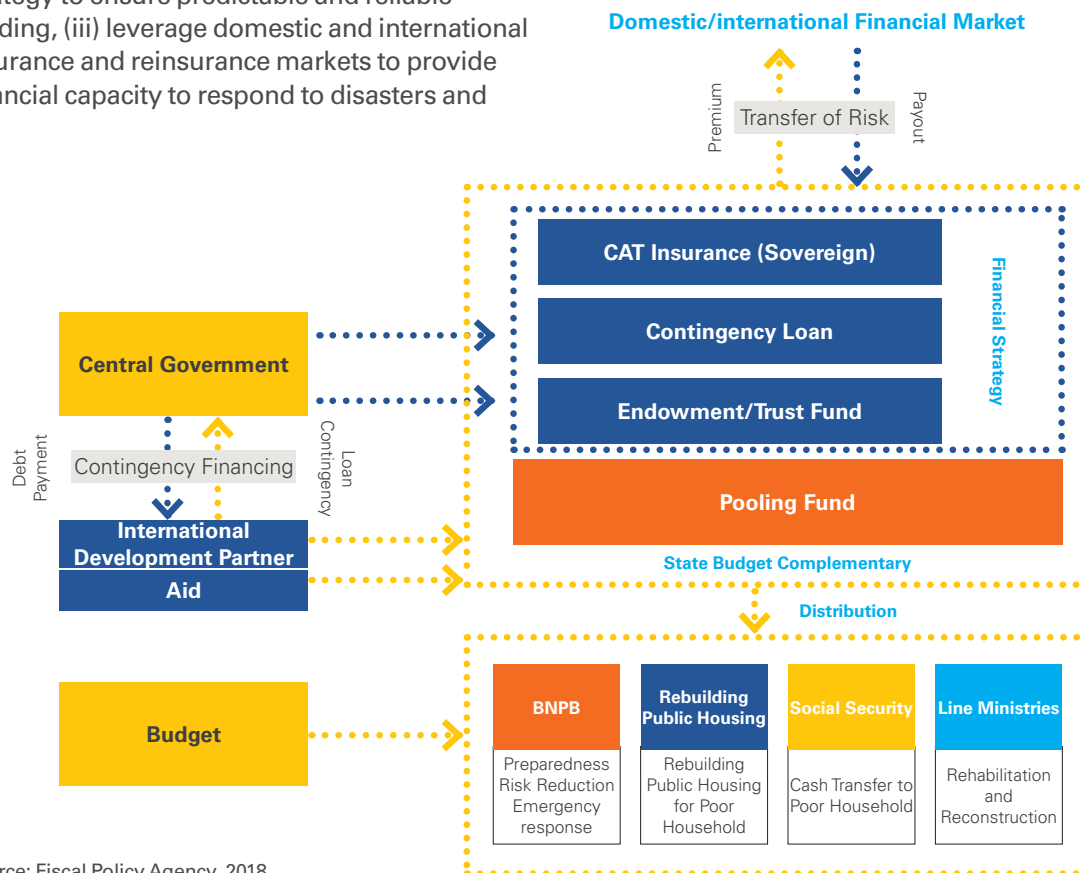 ding, (iii) leverage domestic and international
urance and reinsurance markets to provide
ancial capacity to respond to disasters and
Domestic/international Financial Market
Premium
Transfer of Risk
Payout
CAT Insurance (Sovereign)
Contingency Loan
Endowment/Trust Fund
Financial Strategy
Pooling Fund
State Budget Complementary
Central Government
Debt
Payment
Contingency Financing
Loan
Contingency
International
Development Partner
Aid
Distribution
Budget
BNPB
Preparedness
Risk Reduction
Emergency
response
Rebuilding
Public Housing
Rebuilding
Public Housing
for Poor
Household
Social Security
Cash Transfer to
Poor Household
Line Ministries
Rehabilitation
and
Reconstruction
rce: Fiscal Policy Agency, 2018